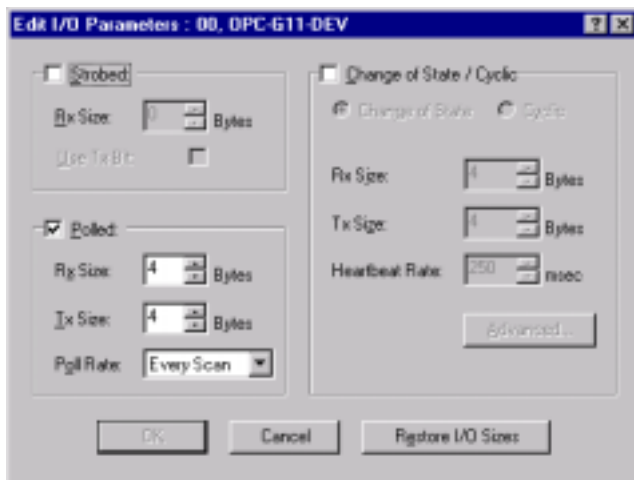 Edit I/O Parameters : 00, OPC-G11-DEV
Strobed:
Rx Size: 0 Bytes
Use Tx Bit:
Polled:
Rx Size: 4 Bytes
Tx Size: 4 Bytes
Poll Rate: Every Scan
Change of State / Cyclic
Change of State Cyclic
Rx Size: 4 Bytes
Tx Size: 4 Bytes
Heartbeat Rate: 250 msec
Advanced...
OK Cancel Restore I/O Sizes